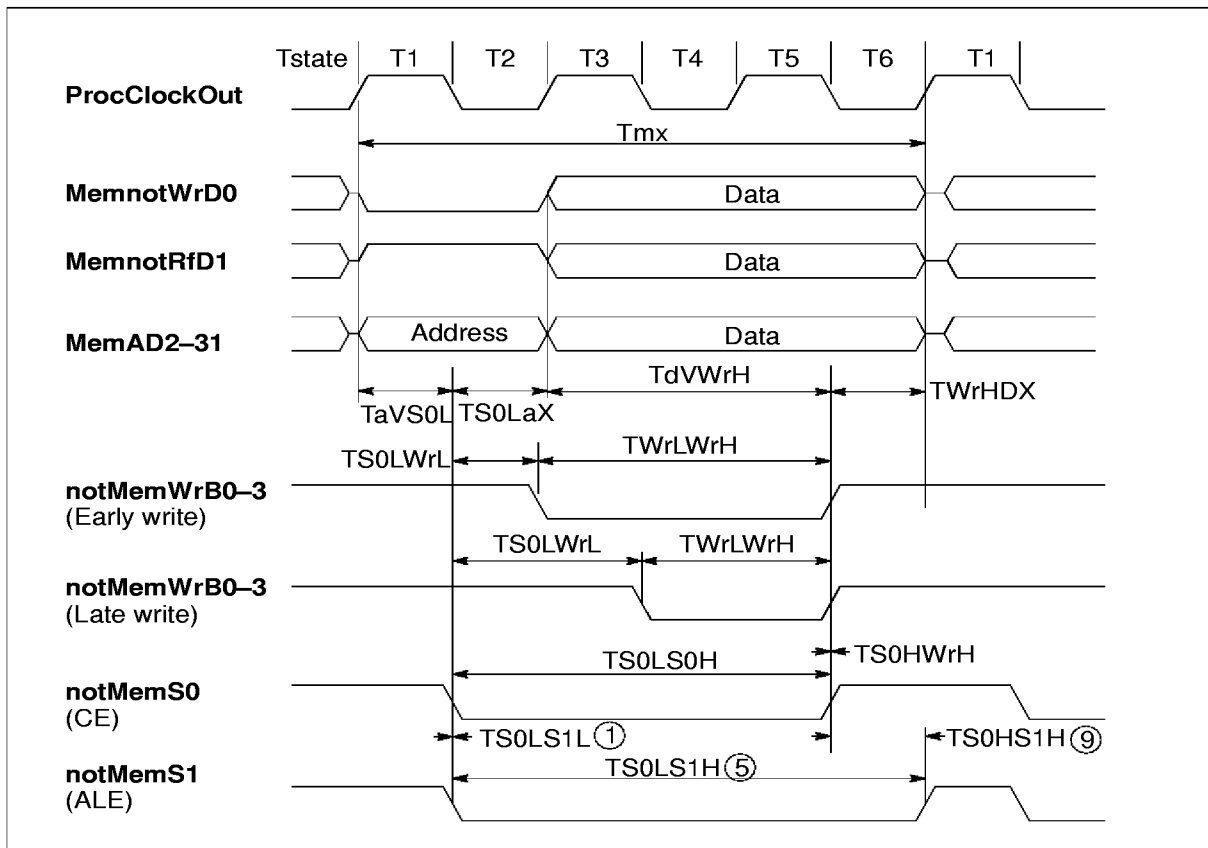 Tstate T1 T2 T3 T4 T5 T6 T1
ProcClockOut
Tmx
MemnotWrD0 Data
MemnotRfD1 Data
MemAD2–31 Address Data
TaVS0L TS0LaX TdVWrH TWrHDX
TS0LWrL TWrLWrH
notMemWrB0–3
(Early write)
TS0LWrL TWrLWrH
notMemWrB0–3
(Late write)
TS0LS0H TS0HWrH
notMemS0
(CE)
TS0LS1L ① TS0HS1H ⑨
TS0LS1H ⑤
notMemS1
(ALE)